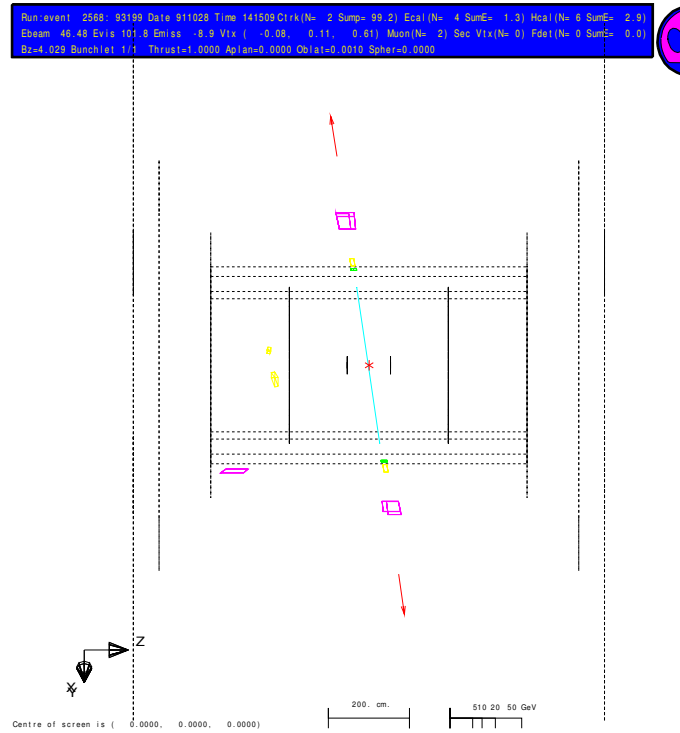 Run:event 2568: 93199 Date 911028 Time 141509 Ctrk(N= 2 Sump= 99.2) Ecal(N= 4 SumE= 1.3) Hcal(N= 6 SumE= 2.9)
Ebeam 46.48 Evis 101.8 Emiss -8.9 Vtx ( -0.08, 0.11, 0.61) Muon(N= 2) Sec Vtx(N= 0) Fdet(N= 0 SumE= 0.0)
Bz=4.029 Bunchlet 1/1 Thrust=1.0000 Aplan=0.0000 Oblat=0.0010 Spher=0.0000
Z
X
Y
200. cm.
5 10 20 50 GeV
Centre of screen is ( 0.0000, 0.0000, 0.0000)